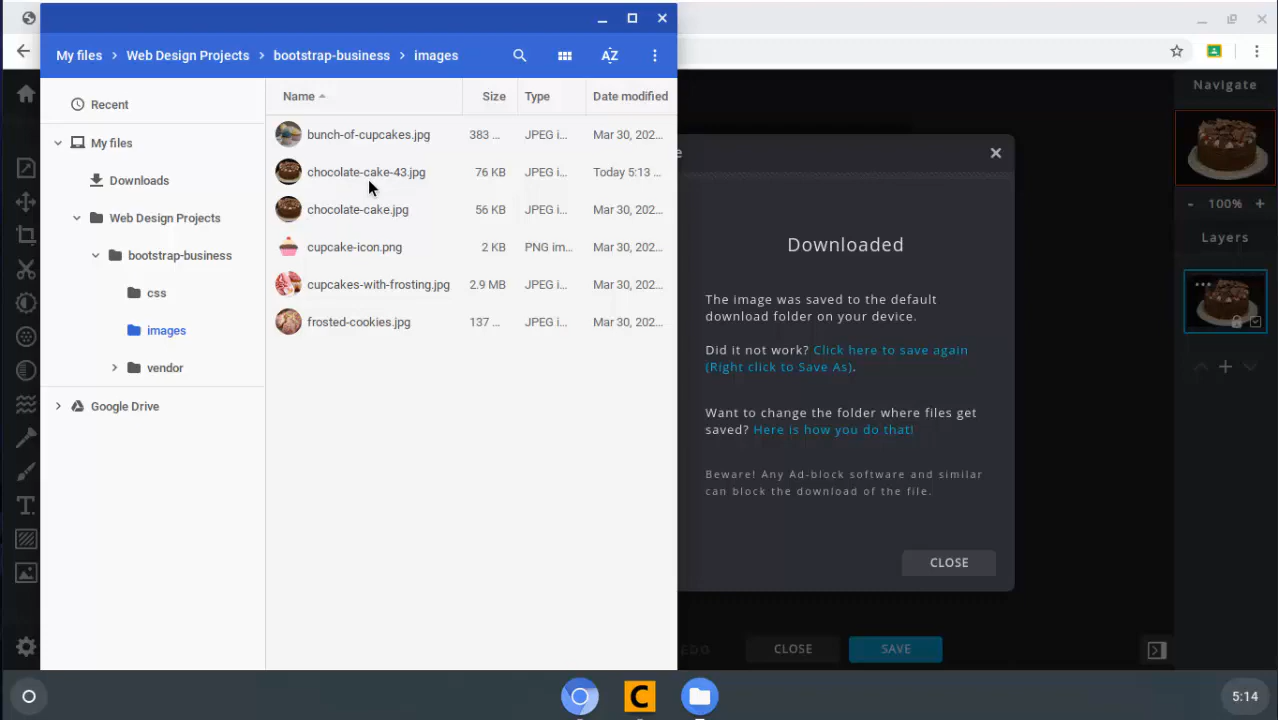 My files > Web Design Projects > bootstrap-business > images
AZ
Recent
My files
Downloads
Web Design Projects
bootstrap-business
css
images
vendor
Google Drive
Name Size Type Date modified
bunch-of-cupcakes.jpg 383 ... JPEG i... Mar 30, 202...
chocolate-cake-43.jpg 76 KB JPEG i... Today 5:13 ...
chocolate-cake.jpg 56 KB JPEG i... Mar 30, 202...
cupcake-icon.png 2 KB PNG im... Mar 30, 202...
cupcakes-with-frosting.jpg 2.9 MB JPEG i... Mar 30, 202...
frosted-cookies.jpg 137 ... JPEG i... Mar 30, 202...
e
Downloaded
The image was saved to the default
download folder on your device.
Did it not work? Click here to save again
(Right click to Save As).
Want to change the folder where files get
saved? Here is how you do that!
Beware! Any Ad-block software and similar
can block the download of the file.
CLOSE
EDO CLOSE SAVE
Navigate
- 100% +
Layers
T
C
5:14